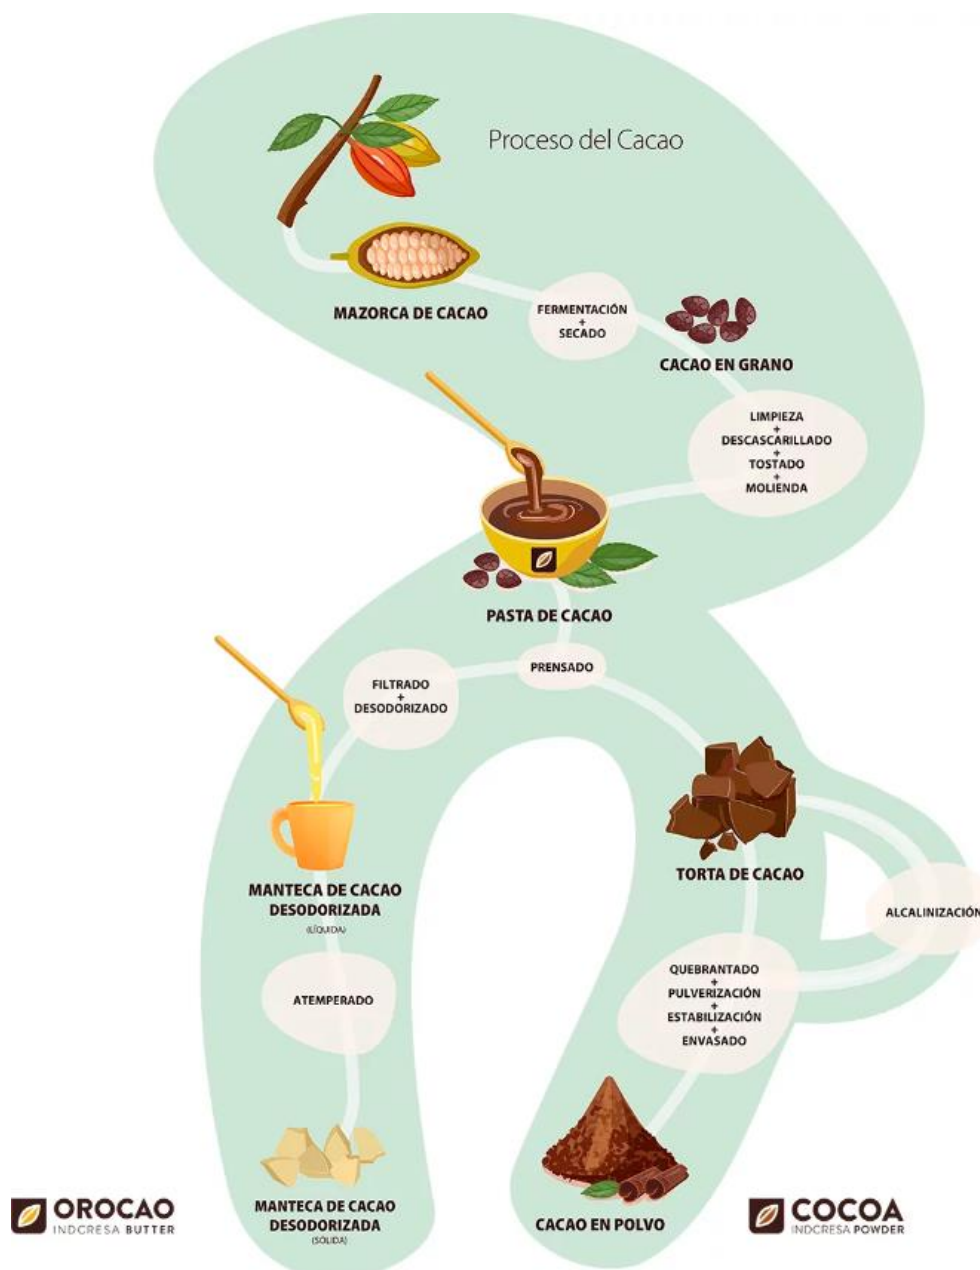 Proceso del Cacao
MAZORCA DE CACAO
FERMENTACIÓN
+
SECADO
CACAO EN GRANO
LIMPIEZA
+
DESCASCARILLADO
+
TOSTADO
+
MOLIENDA
PASTA DE CACAO
PRENSADO
FILTRADO
+
DESODORIZADO
MANTECA DE CACAO
DESODORIZADA
(LÍQUIDA)
TORTA DE CACAO
ALCALINIZACIÓN
ATEMPERADO
QUEBRANTADO
+
PULVERIZACIÓN
+
ESTABILIZACIÓN
+
ENVASADO
MANTECA DE CACAO
DESODORIZADA
(SÓLIDA)
CACAO EN POLVO
OROCAO
INDCRESA BUTTER
COCOA
INDCRESA POWDER